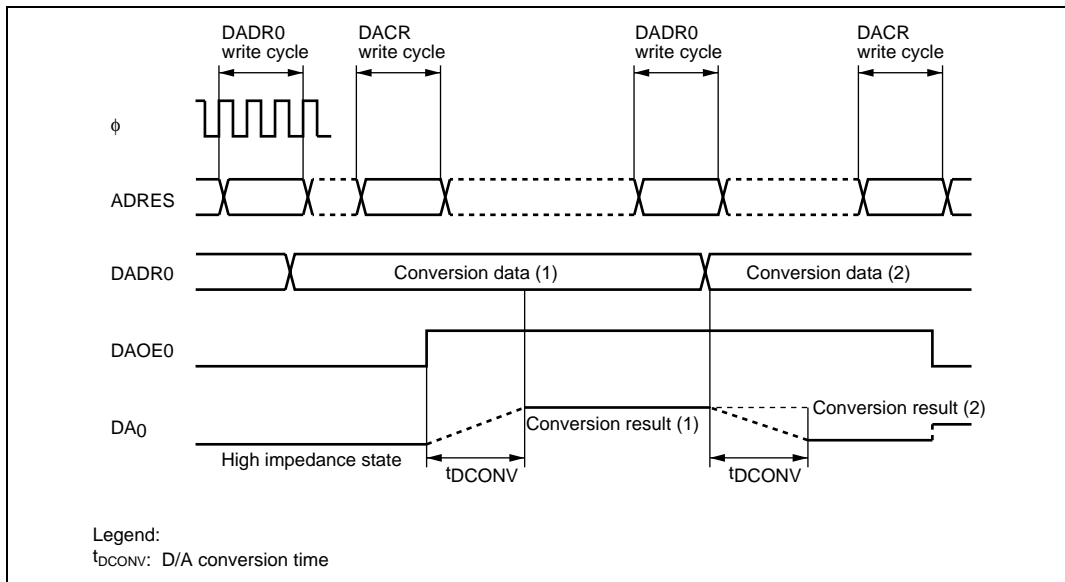 DADR0
write cycle
DACR
write cycle
DADR0
write cycle
DACR
write cycle
ϕ
ADRES
DADR0
Conversion data (1)
Conversion data (2)
DAOE0
DA0
Conversion result (1)
Conversion result (2)
High impedance state
tDCONV
tDCONV
Legend:
tDCONV: D/A conversion time